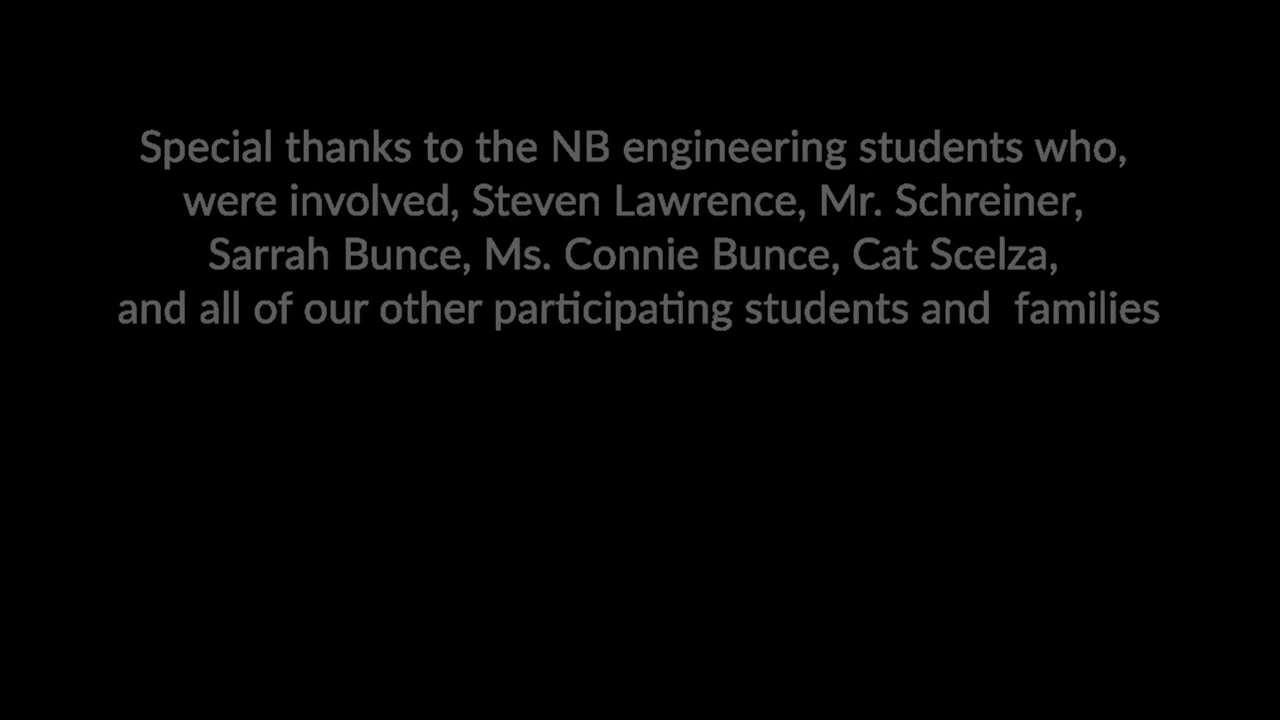 Special thanks to the NB engineering students who,
were involved, Steven Lawrence, Mr. Schreiner,
Sarrah Bunce, Ms. Connie Bunce, Cat Scelza,
and all of our other participating students and  families